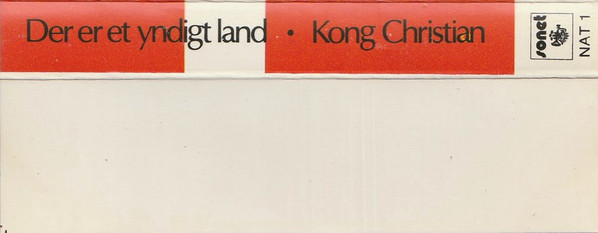 Der er et yndigt land • Kong Christian
sonet
NAT 1